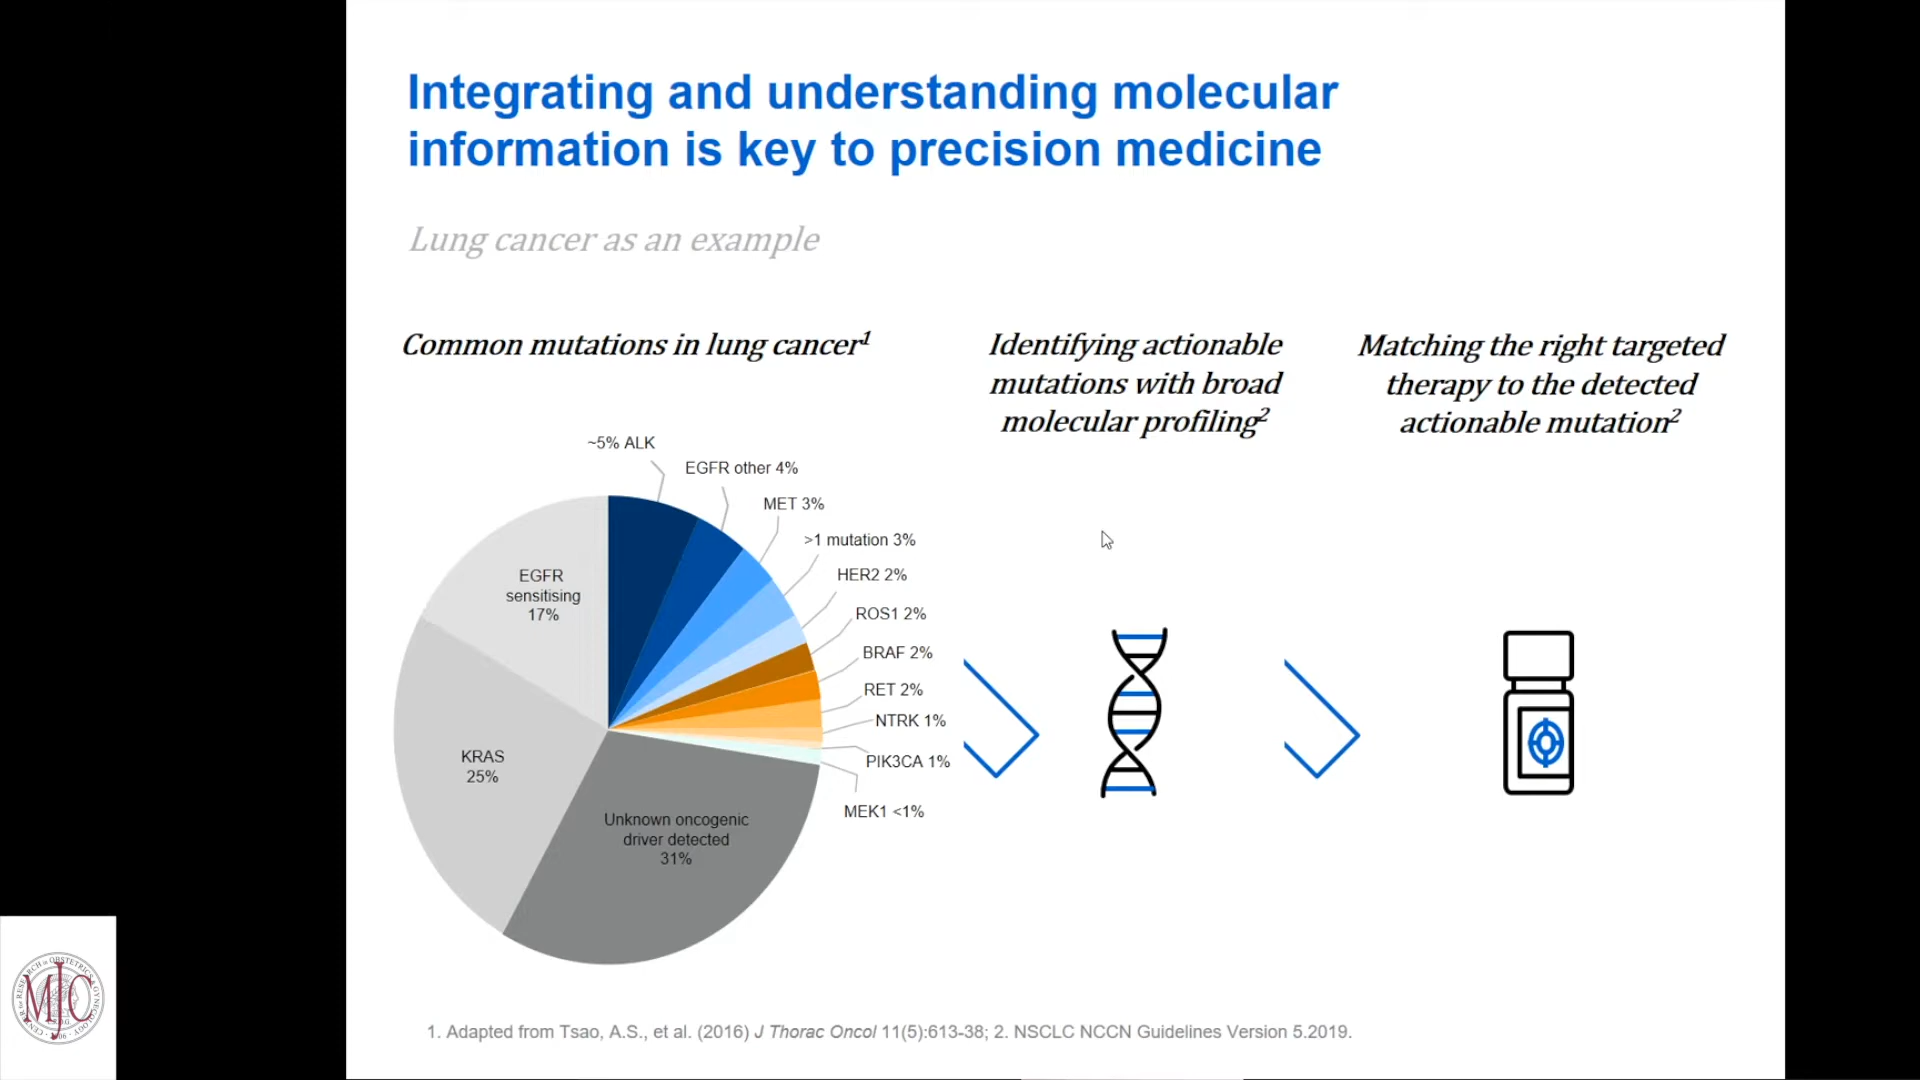 Integrating and understanding molecular
information is key to precision medicine
Lung cancer as an example
Common mutations in lung cancer¹
Identifying actionable
mutations with broad
molecular profiling²
Matching the right targeted
therapy to the detected
actionable mutation²
~5% ALK
EGFR other 4%
MET 3%
>1 mutation 3%
HER2 2%
ROS1 2%
BRAF 2%
RET 2%
NTRK 1%
PIK3CA 1%
MEK1 <1%
EGFR
sensitising
17%
KRAS
25%
Unknown oncogenic
driver detected
31%
MJC
1. Adapted from Tsao, A.S., et al. (2016) J Thorac Oncol 11(5):613-38; 2. NSCLC NCCN Guidelines Version 5.2019.